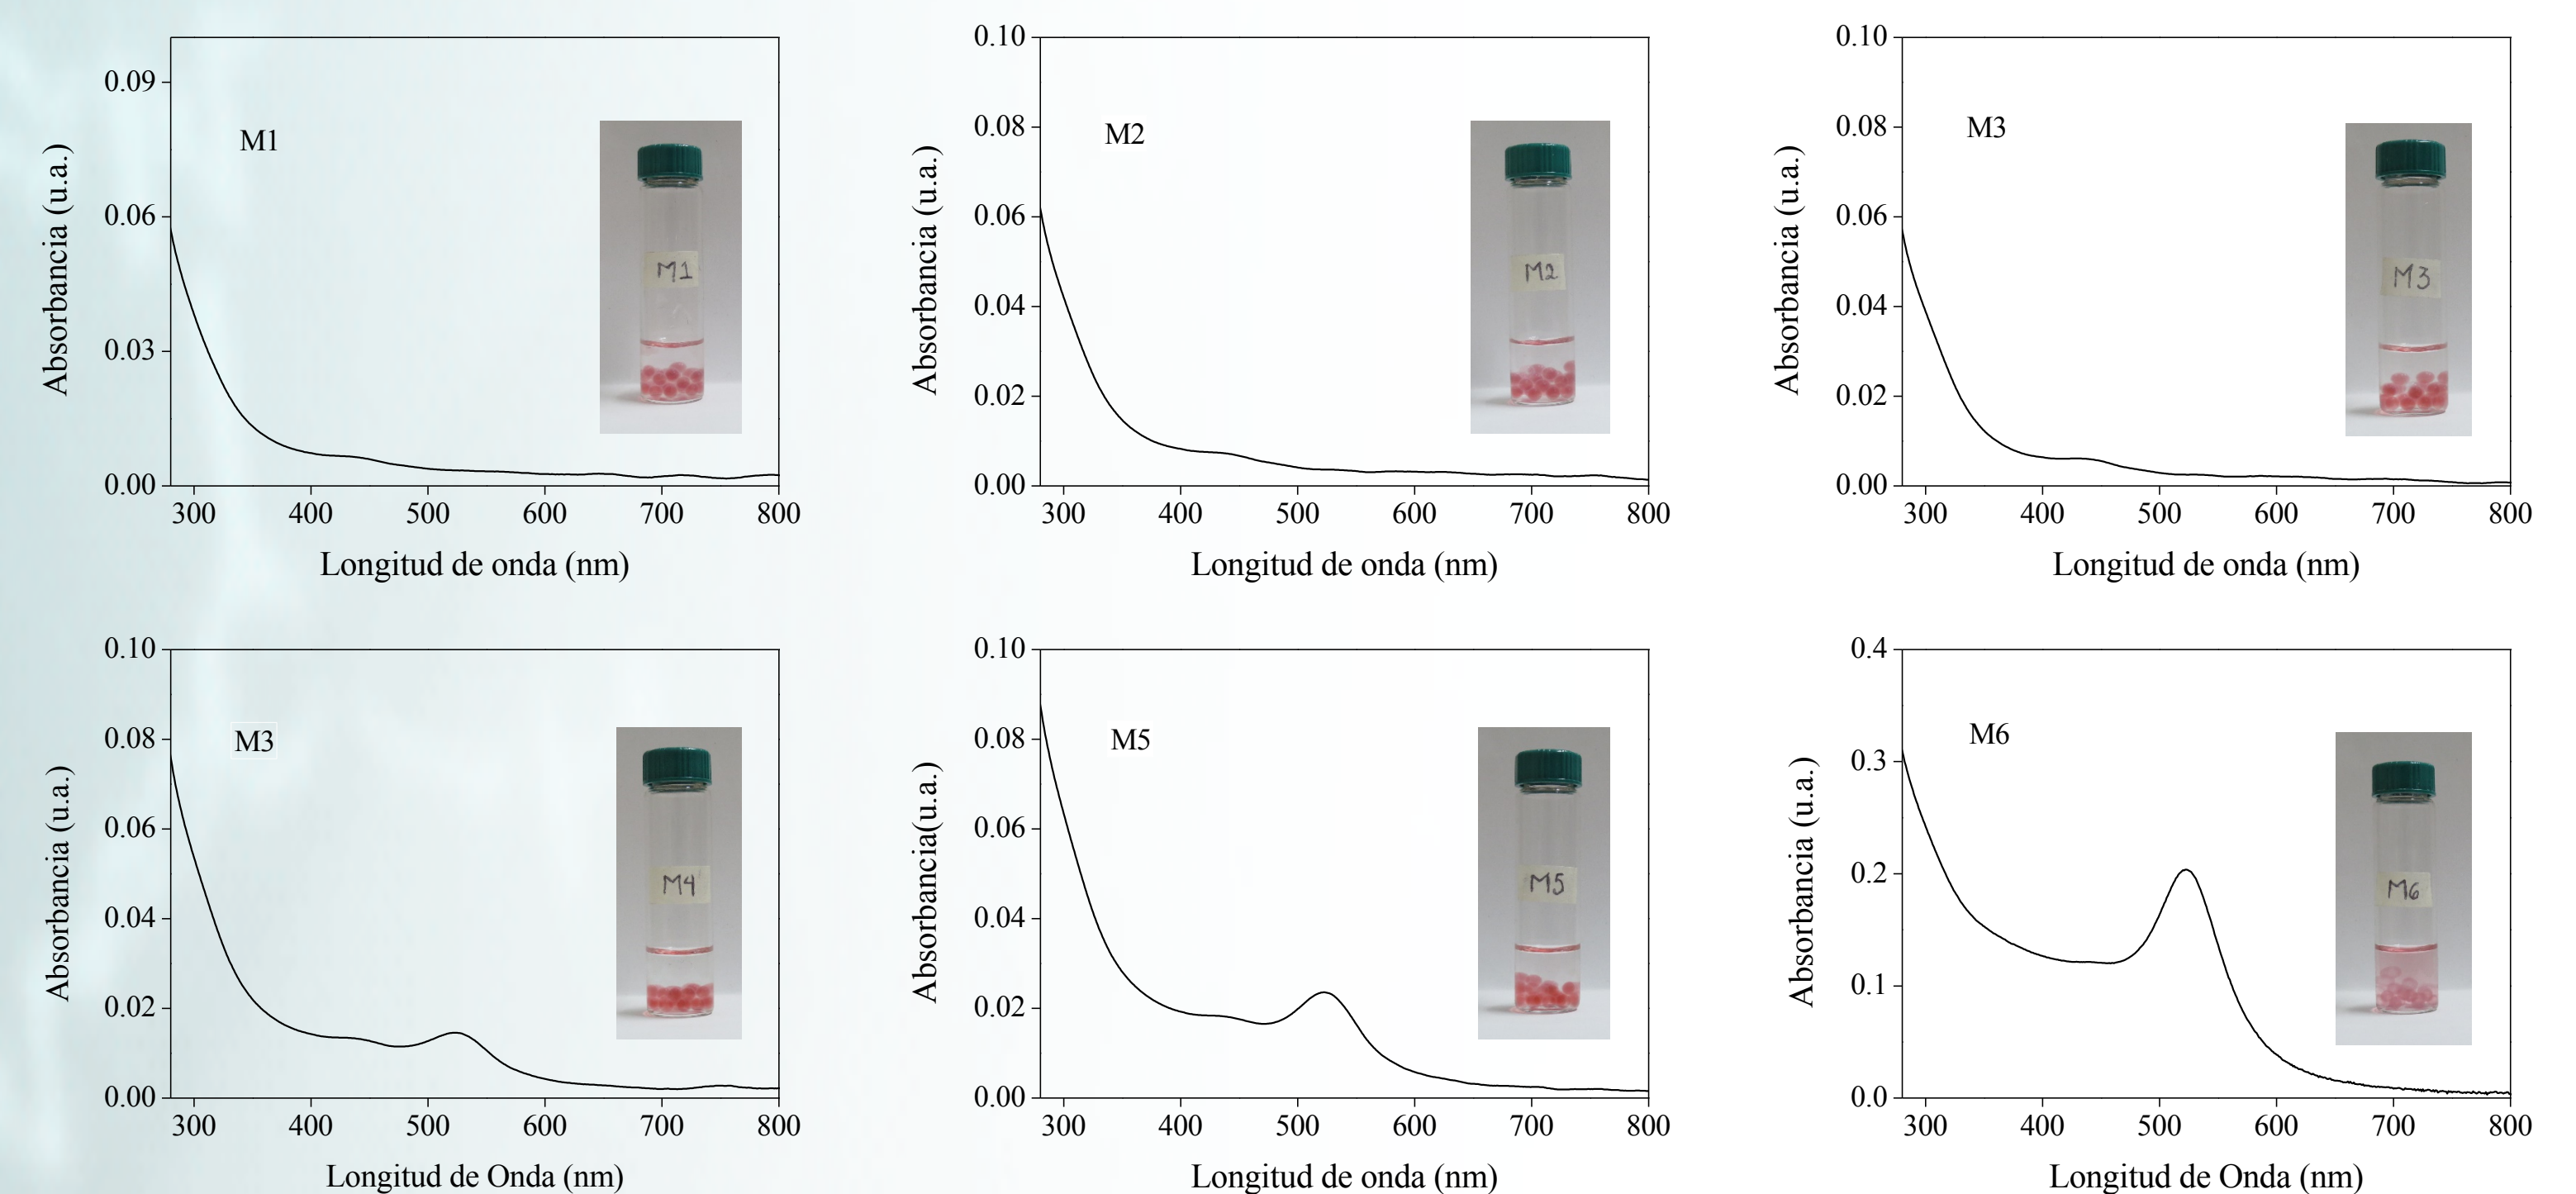 0.09
0.06
0.03
0.00
M1
M1
300 400 500 600 700 800
Absorbancia (u.a.)
Longitud de onda (nm)
0.10
0.08
0.06
0.04
0.02
0.00
M2
M2
300 400 500 600 700 800
Absorbancia (u.a.)
Longitud de onda (nm)
0.10
0.08
0.06
0.04
0.02
0.00
M3
M3
300 400 500 600 700 800
Absorbancia (u.a.)
Longitud de onda (nm)
0.10
0.08
0.06
0.04
0.02
0.00
M3
M4
300 400 500 600 700 800
Absorbancia (u.a.)
Longitud de Onda (nm)
0.10
0.08
0.06
0.04
0.02
0.00
M5
M5
300 400 500 600 700 800
Absorbancia(u.a.)
Longitud de onda (nm)
0.4
0.3
0.2
0.1
0.0
M6
M6
300 400 500 600 700 800
Absorbancia (u.a.)
Longitud de Onda (nm)